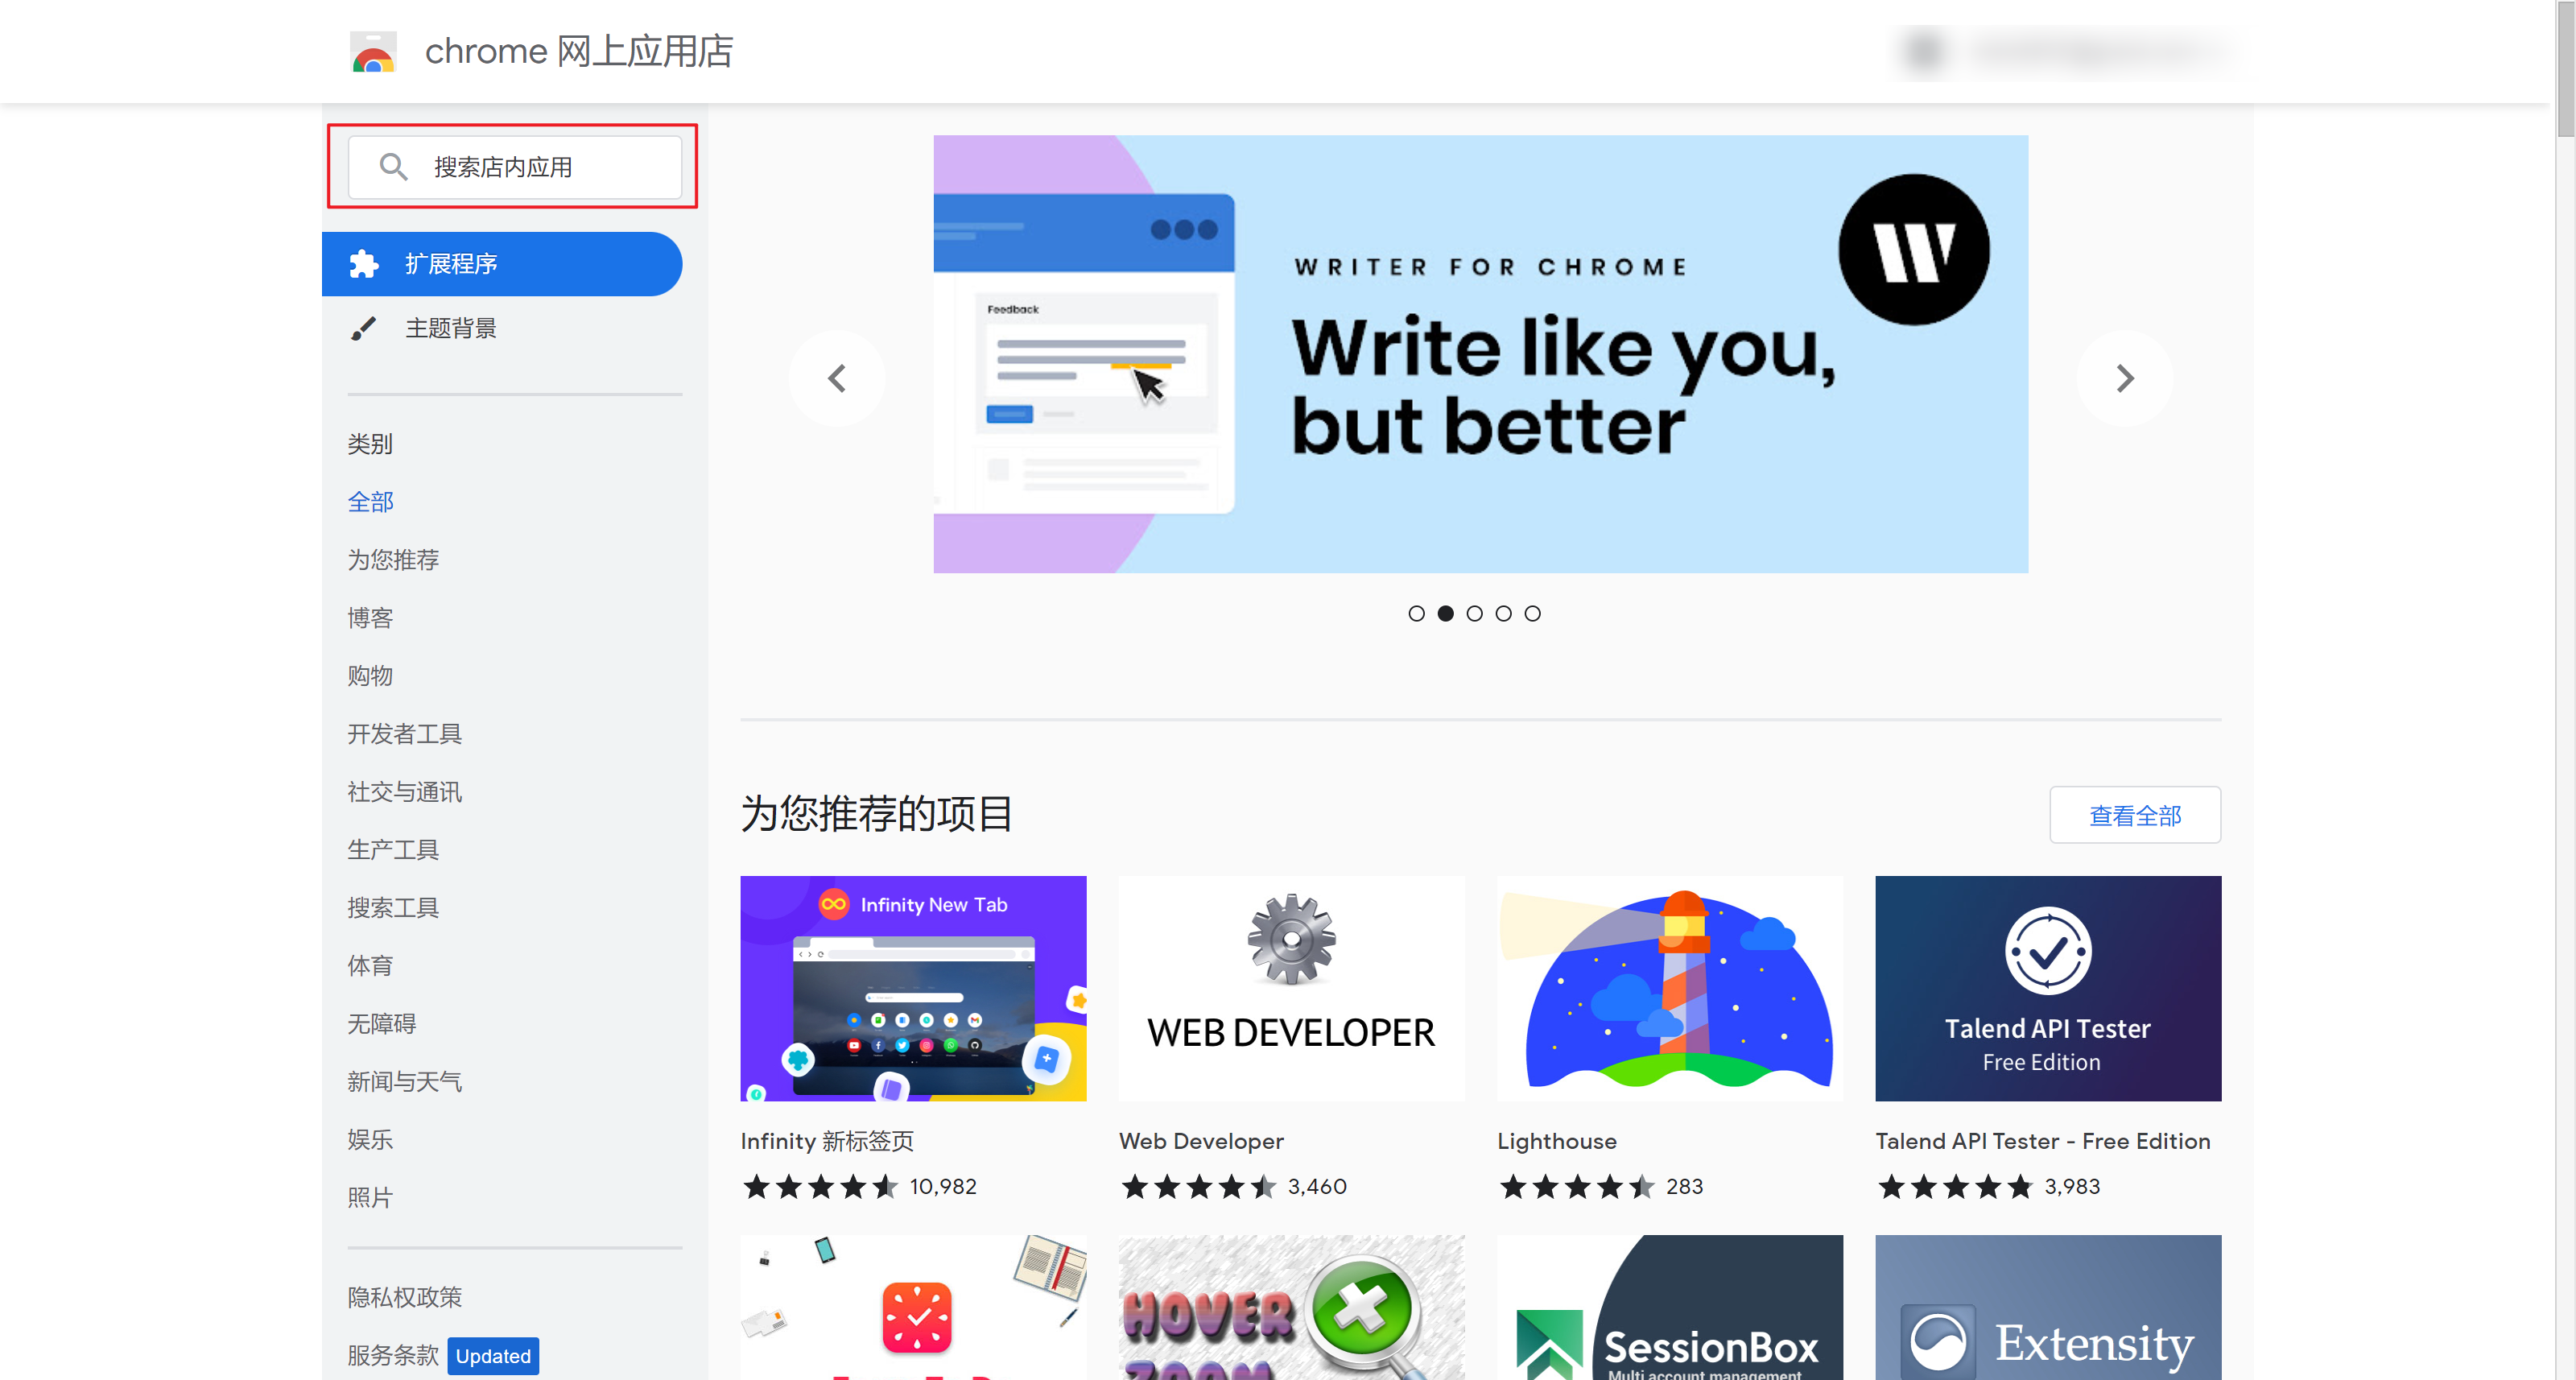 chrome 网上应用店
搜索店内应用
扩展程序
主题背景
类别
全部
为您推荐
博客
购物
开发者工具
社交与通讯
生产工具
搜索工具
体育
无障碍
新闻与天气
娱乐
照片
隐私权政策
服务条款 Updated
Feedback
WRITER FOR CHROME
Write like you,
but better
为您推荐的项目
查看全部
Infinity New Tab
WEB DEVELOPER
Talend API Tester
Free Edition
Infinity 新标签页
10,982
Web Developer
3,460
Lighthouse
283
Talend API Tester - Free Edition
3,983
HOVER
ZOOM
SessionBox
Multi account management
Extensity